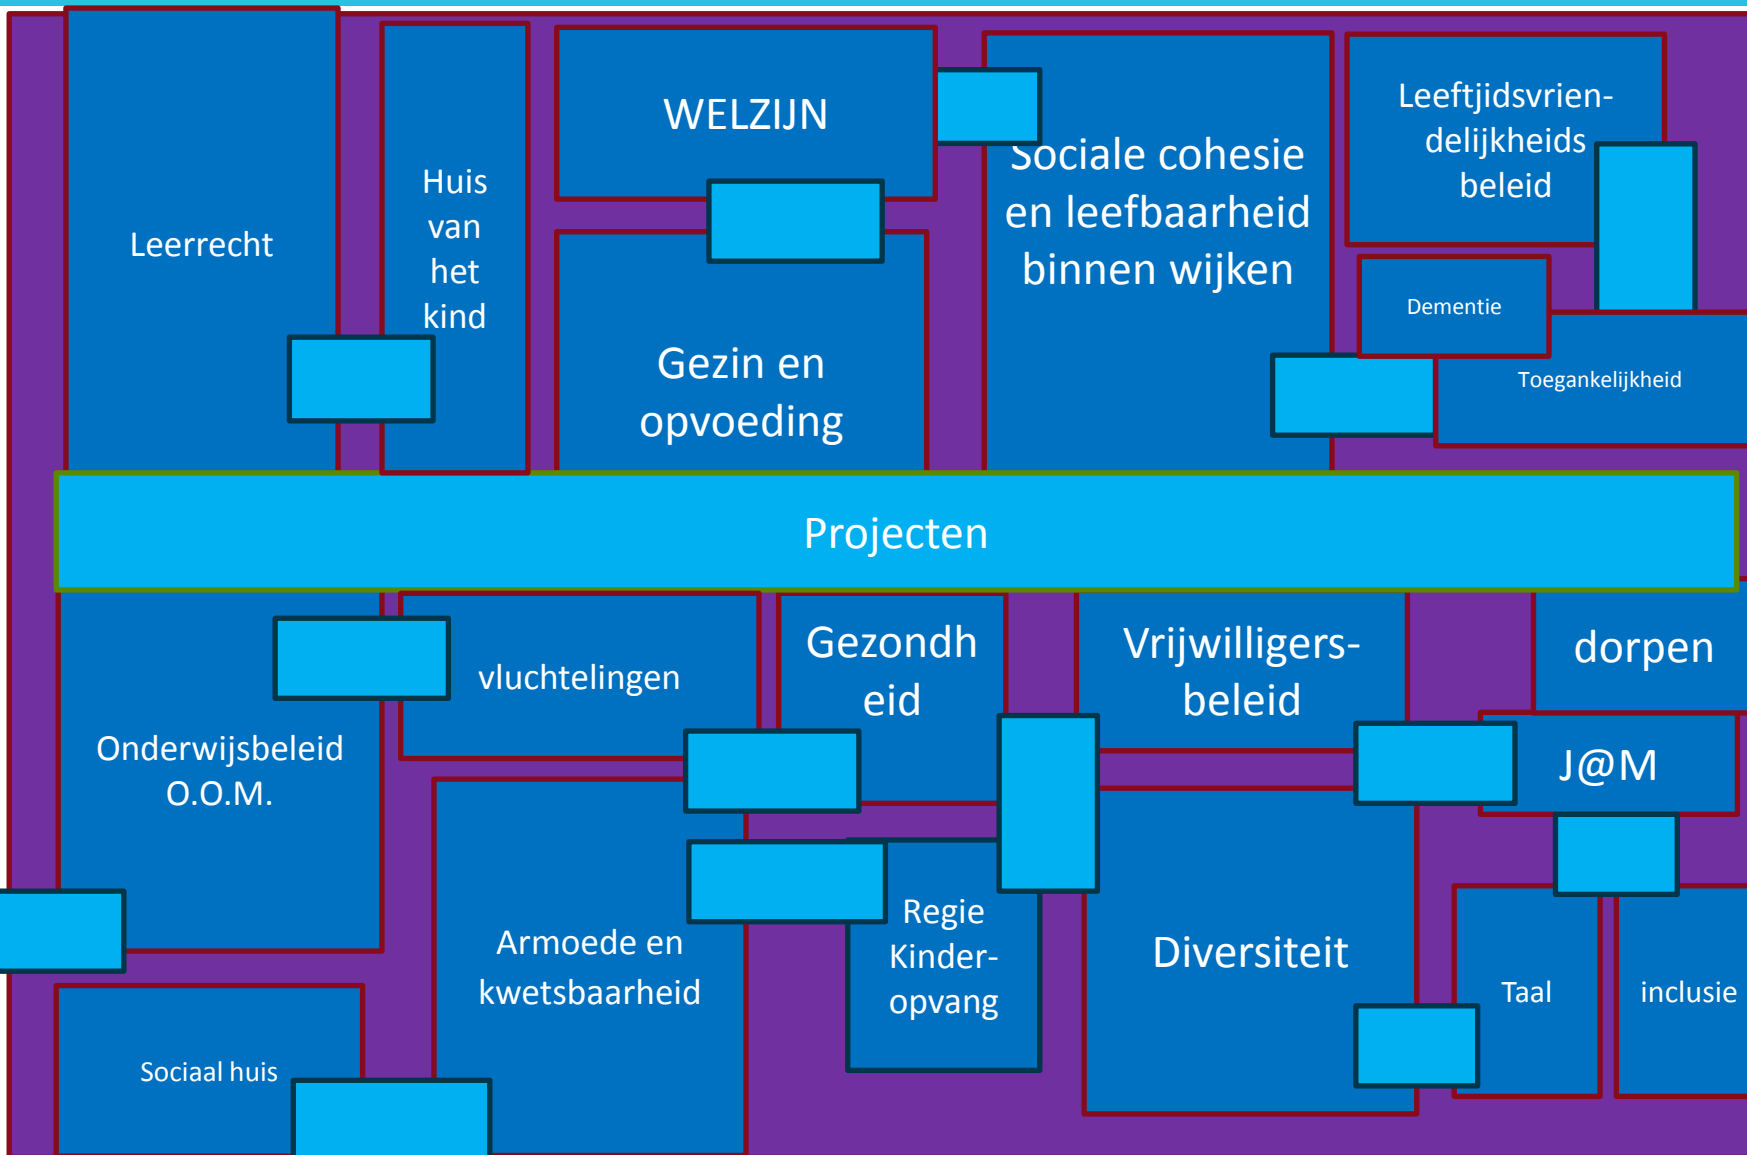 Leerrecht
Huis
van
het
kind
WELZIJN
Gezin en
opvoeding
Sociale cohesie
en leefbaarheid
binnen wijken
Leeftjidsvrien-
delijkheids
beleid
Dementie
Toegankelijkheid
Projecten
Onderwijsbeleid
O.O.M.
vluchtelingen
Gezondh
eid
Vrijwilligers-
beleid
dorpen
J@M
Armoede en
kwetsbaarheid
Regie
Kinder-
opvang
Diversiteit
Taal
inclusie
Sociaal huis